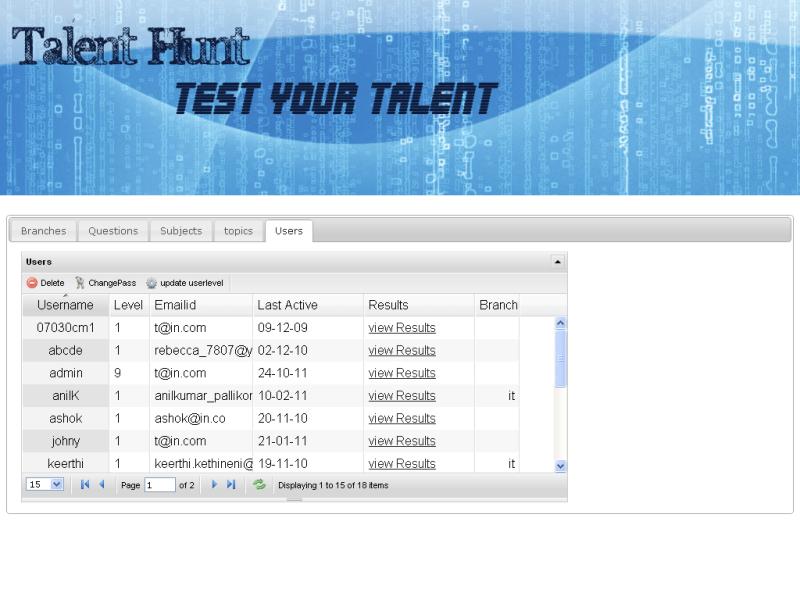 Talent Hunt
TEST YOUR TALENT
Branches Questions Subjects topics Users
Users
Delete ChangePass update userlevel
Username Level Emailid Last Active Results Branch
07030cm1 1 t@in.com 09-12-09 view Results
abcde 1 rebecca_7807@y 02-12-10 view Results
admin 9 t@in.com 24-10-11 view Results
anilK 1 anilkumar_pallikor 10-02-11 view Results it
ashok 1 ashok@in.co 20-11-10 view Results
johny 1 t@in.com 21-01-11 view Results
keerthi 1 keerthi.kethineni@ 19-11-10 view Results it
15 Page 1 of 2 Displaying 1 to 15 of 18 items